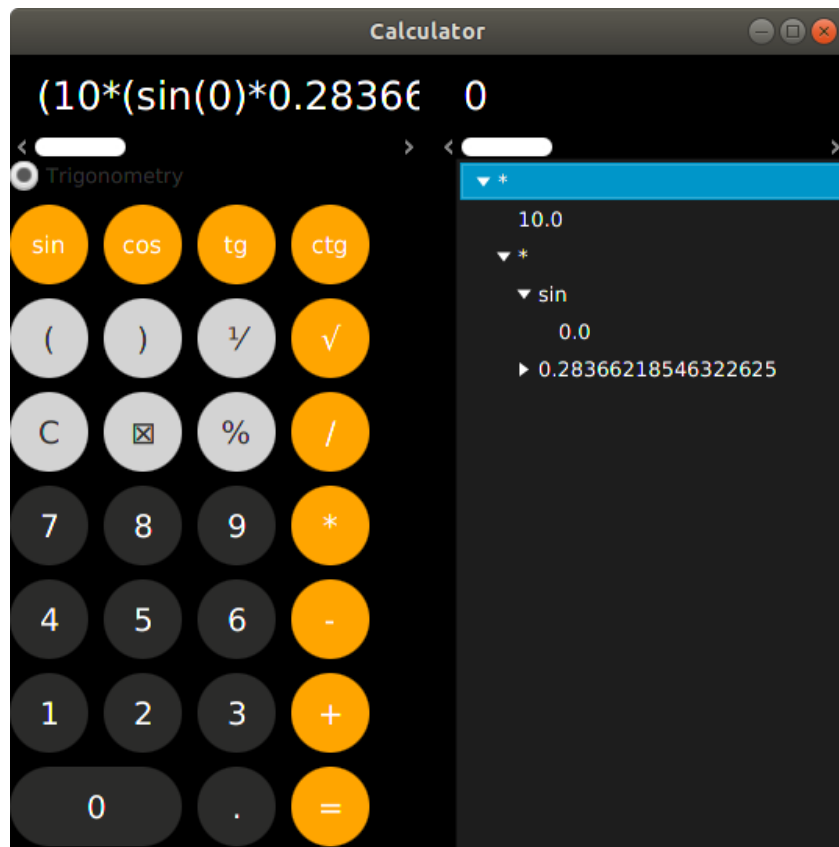 Calculator
(10*(sin(0)*0.28366 0
Trigonometry
*
10.0
*
sin
0.0
0.28366218546322625
sin cos tg ctg
( ) ⅟ √
C ⊠ % /
7 8 9 *
4 5 6 -
1 2 3 +
0 . =